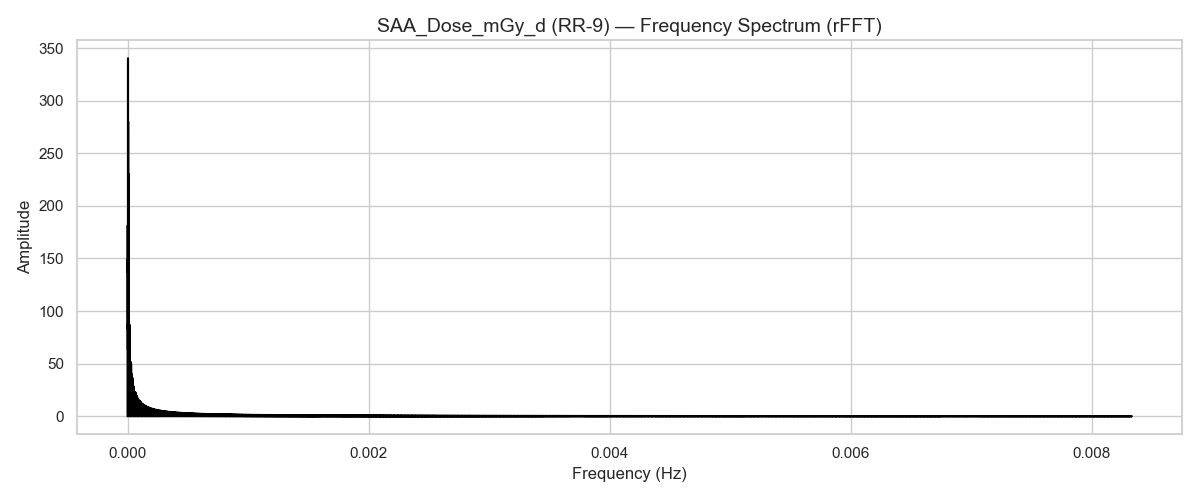 SAA_Dose_mGy_d (RR-9) — Frequency Spectrum (rFFT)
350
300
250
200
150
100
50
0
Amplitude
0.000 0.002 0.004 0.006 0.008
Frequency (Hz)